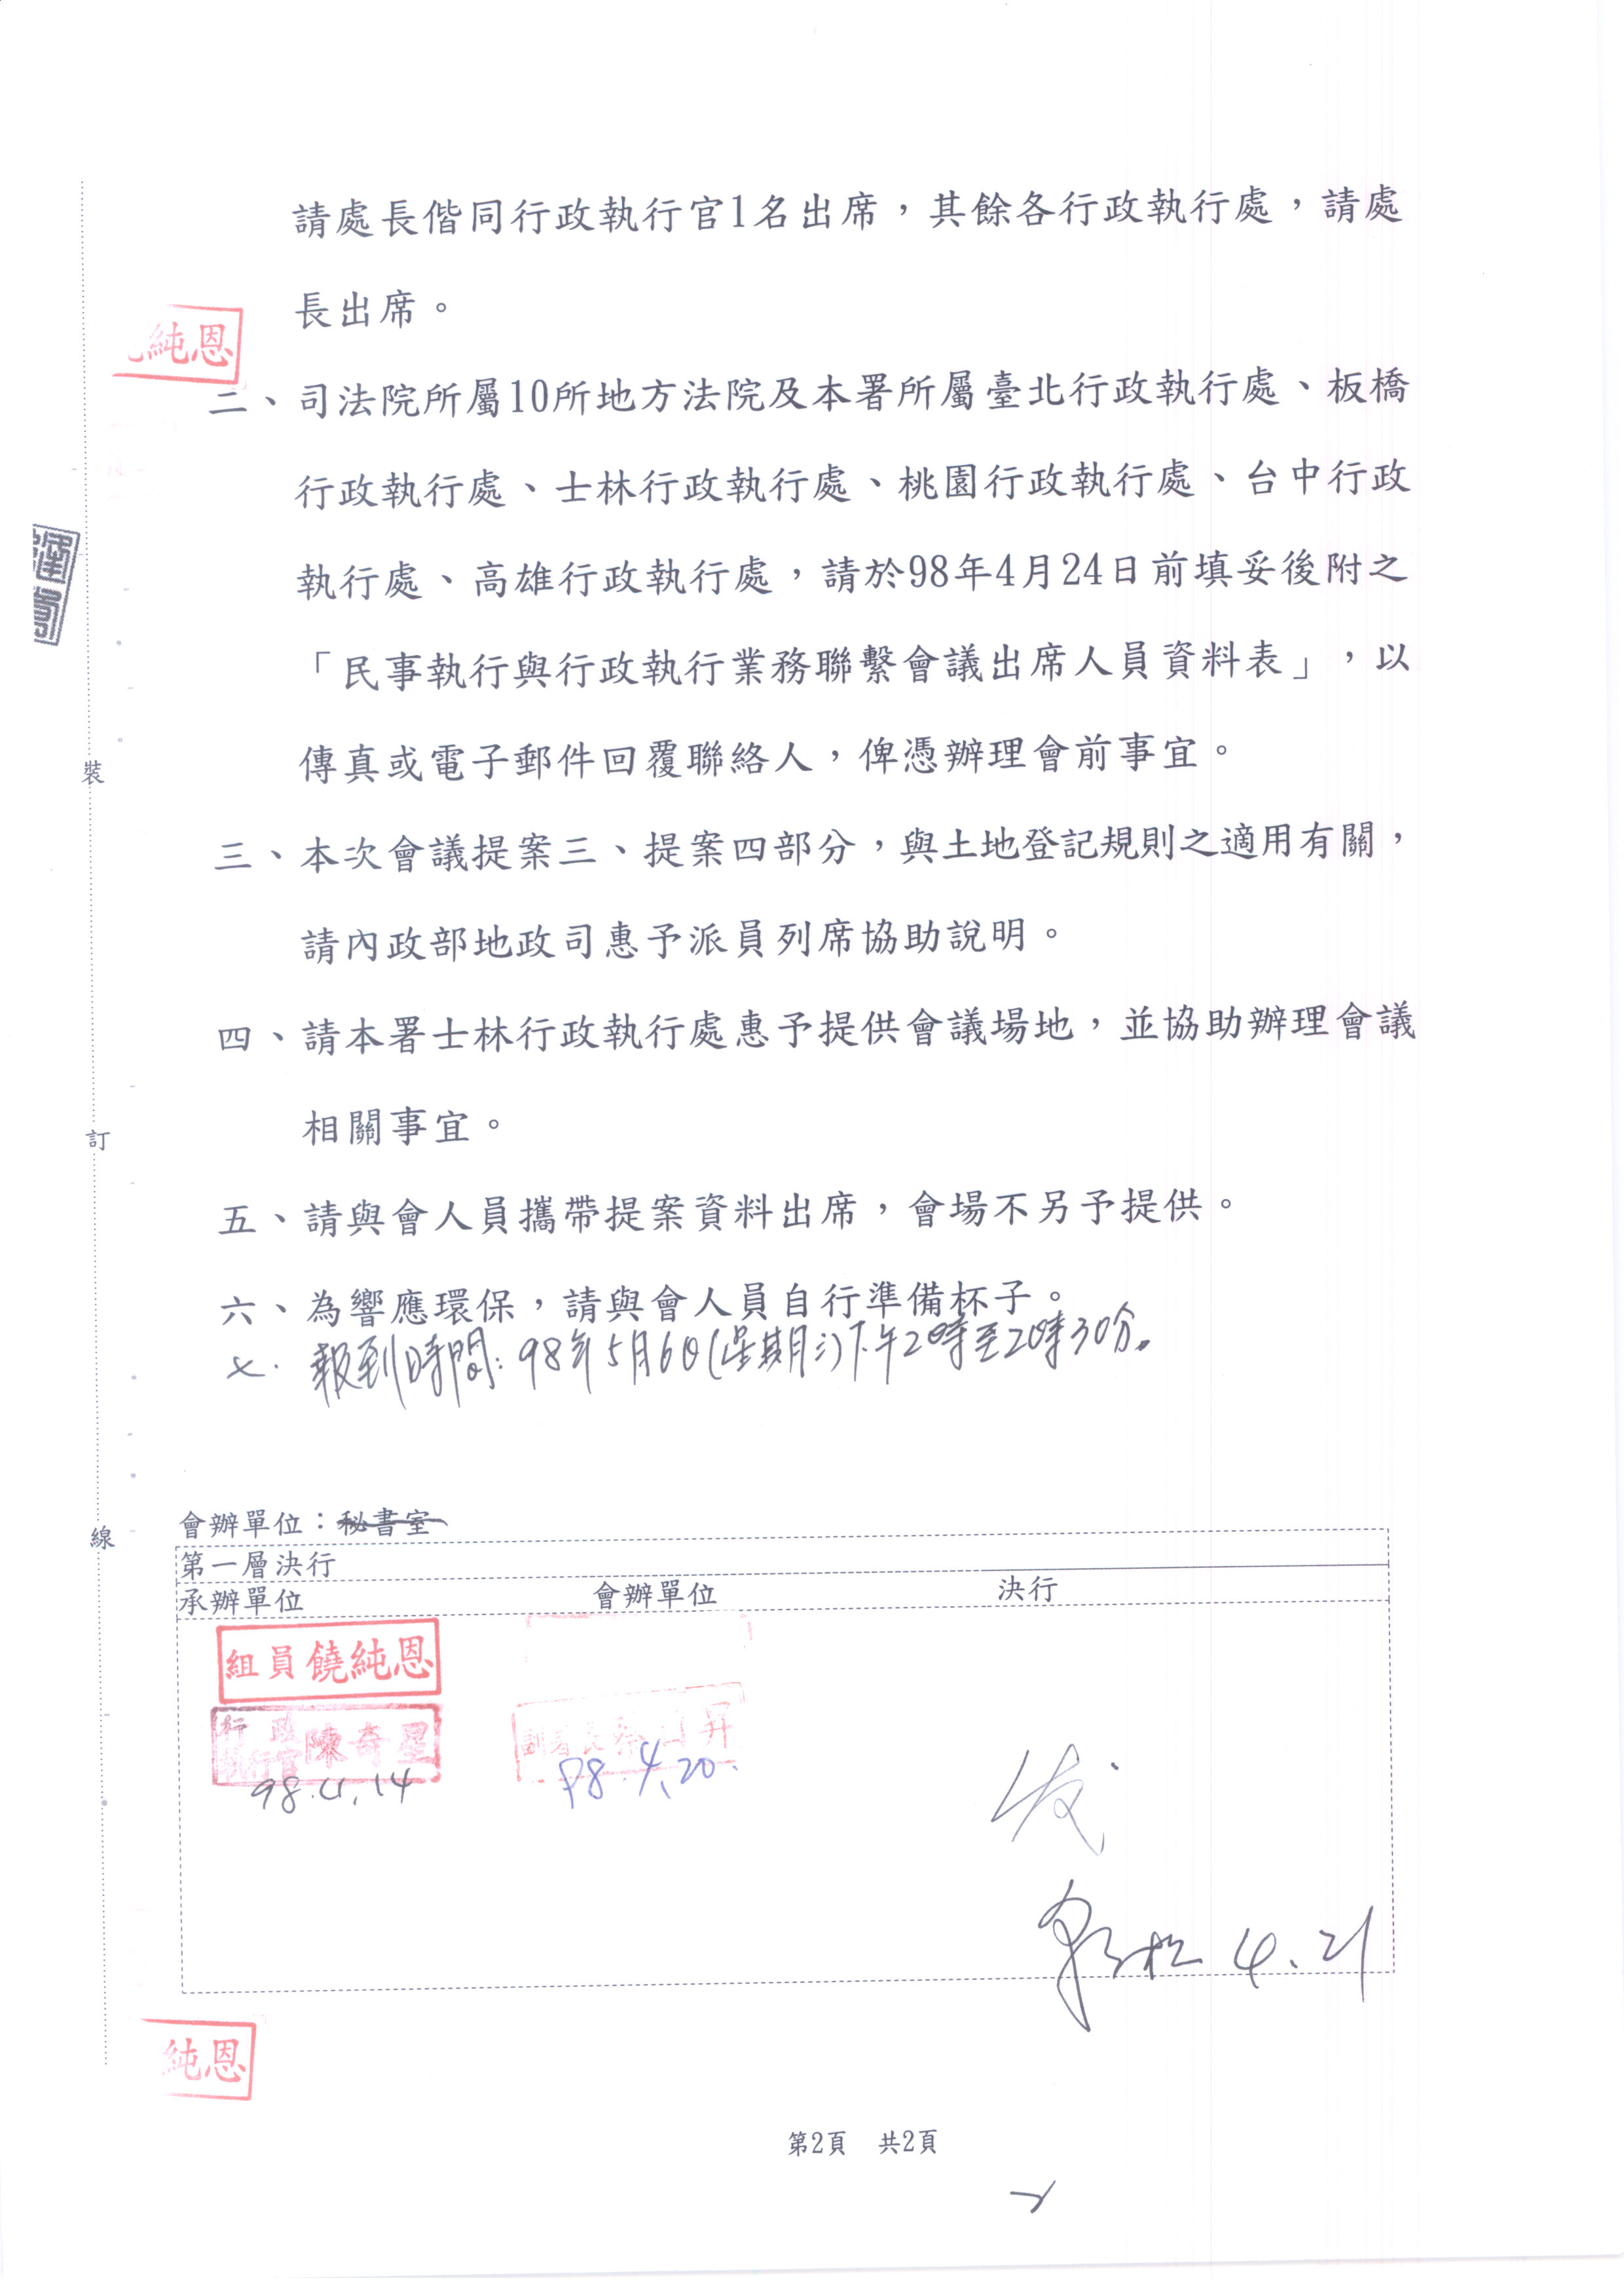 請處長偕同行政執行官1名出席，其餘各行政執行處，請處
長出席。
純恩
二、司法院所屬10所地方法院及本署所屬臺北行政執行處、板橋
行政執行處、士林行政執行處、桃園行政執行處、台中行政
執行處、高雄行政執行處，請於98年4月24日前填妥後附之
「民事執行與行政執行業務聯繫會議出席人員資料表」，以
傳真或電子郵件回覆聯絡人，俾憑辦理會前事宜。
裝
三、本次會議提案三、提案四部分，與土地登記規則之適用有關，
請內政部地政司惠予派員列席協助說明。
四、請本署士林行政執行處惠予提供會議場地，並協助辦理會議
相關事宜。
訂
五、請與會人員攜帶提案資料出席，會場不另予提供。
六、為響應環保，請與會人員自行準備杯子。
七. 報到時間:98年5月6日(星期三)下午2時至2時30分。
線
會辦單位：秘書室
第一層決行
承辦單位 會辦單位 決行
組員饒純恩
行政執行官陳奇星
副署長
98.4.14
98.4.20.
發
4.21
純恩
第2頁 共2頁